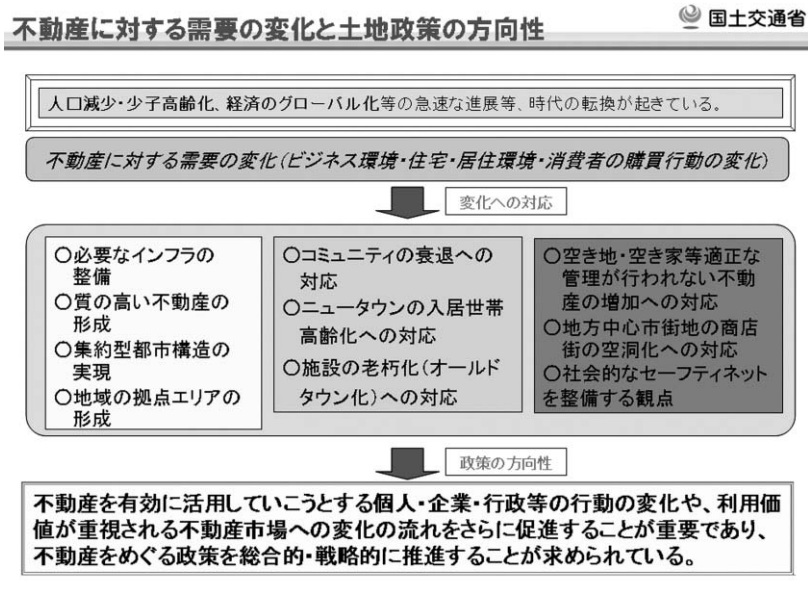 不動産に対する需要の変化と土地政策の方向性
国土交通省
人口減少・少子高齢化、経済のグローバル化等の急速な進展等、時代の転換が起きている。
不動産に対する需要の変化(ビジネス環境・住宅・居住環境・消費者の購買行動の変化)
変化への対応
〇必要なインフラの
整備
〇質の高い不動産の
形成
〇集約型都市構造の
実現
〇地域の拠点エリアの
形成
〇コミュニティの衰退への
対応
〇ニュータウンの入居世帯
高齢化への対応
〇施設の老朽化(オールド
タウン化)への対応
〇空き地・空き家等適正な
管理が行われない不動
産の増加への対応
〇地方中心市街地の商店
街の空洞化への対応
〇社会的なセーフティネット
を整備する観点
政策の方向性
不動産を有効に活用していこうとする個人・企業・行政等の行動の変化や、利用価
値が重視される不動産市場への変化の流れをさらに促進することが重要であり、
不動産をめぐる政策を総合的・戦略的に推進することが求められている。